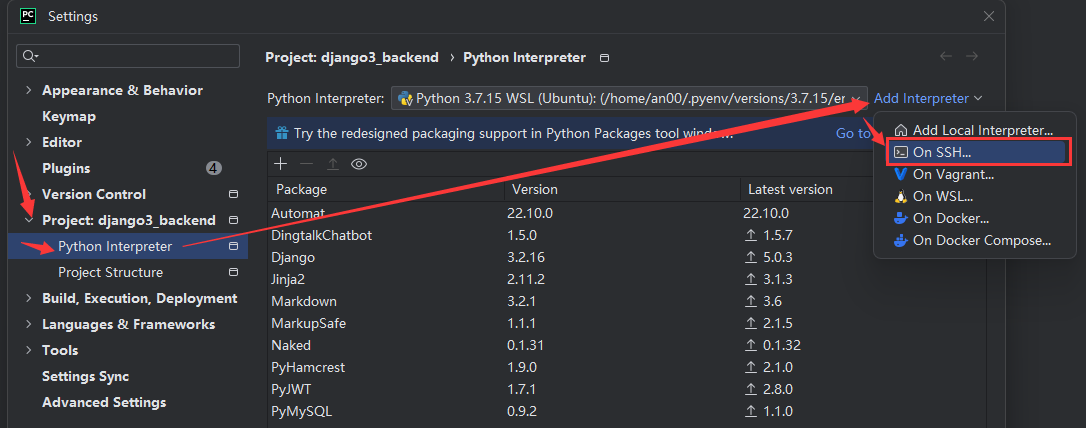 PC Settings
Project: django3_backend › Python Interpreter
Appearance & Behavior
Keymap
Editor
Plugins 4
Version Control
Project: django3_backend
Python Interpreter
Project Structure
Build, Execution, Deployment
Languages & Frameworks
Tools
Settings Sync
Advanced Settings
Python Interpreter: Python 3.7.15 WSL (Ubuntu): (/home/an00/.pyenv/versions/3.7.15/er Add Interpreter
Try the redesigned packaging support in Python Packages tool window... Go to
Package Version Latest version
Automat 22.10.0 22.10.0
DingtalkChatbot 1.5.0 1.5.7
Django 3.2.16 5.0.3
Jinja2 2.11.2 3.1.3
Markdown 3.2.1 3.6
MarkupSafe 1.1.1 2.1.5
Naked 0.1.31 0.1.32
PyHamcrest 1.9.0 2.1.0
PyJWT 1.7.1 2.8.0
PyMySQL 0.9.2 1.1.0
Add Local Interpreter...
On SSH...
On Vagrant...
On WSL...
On Docker...
On Docker Compose...